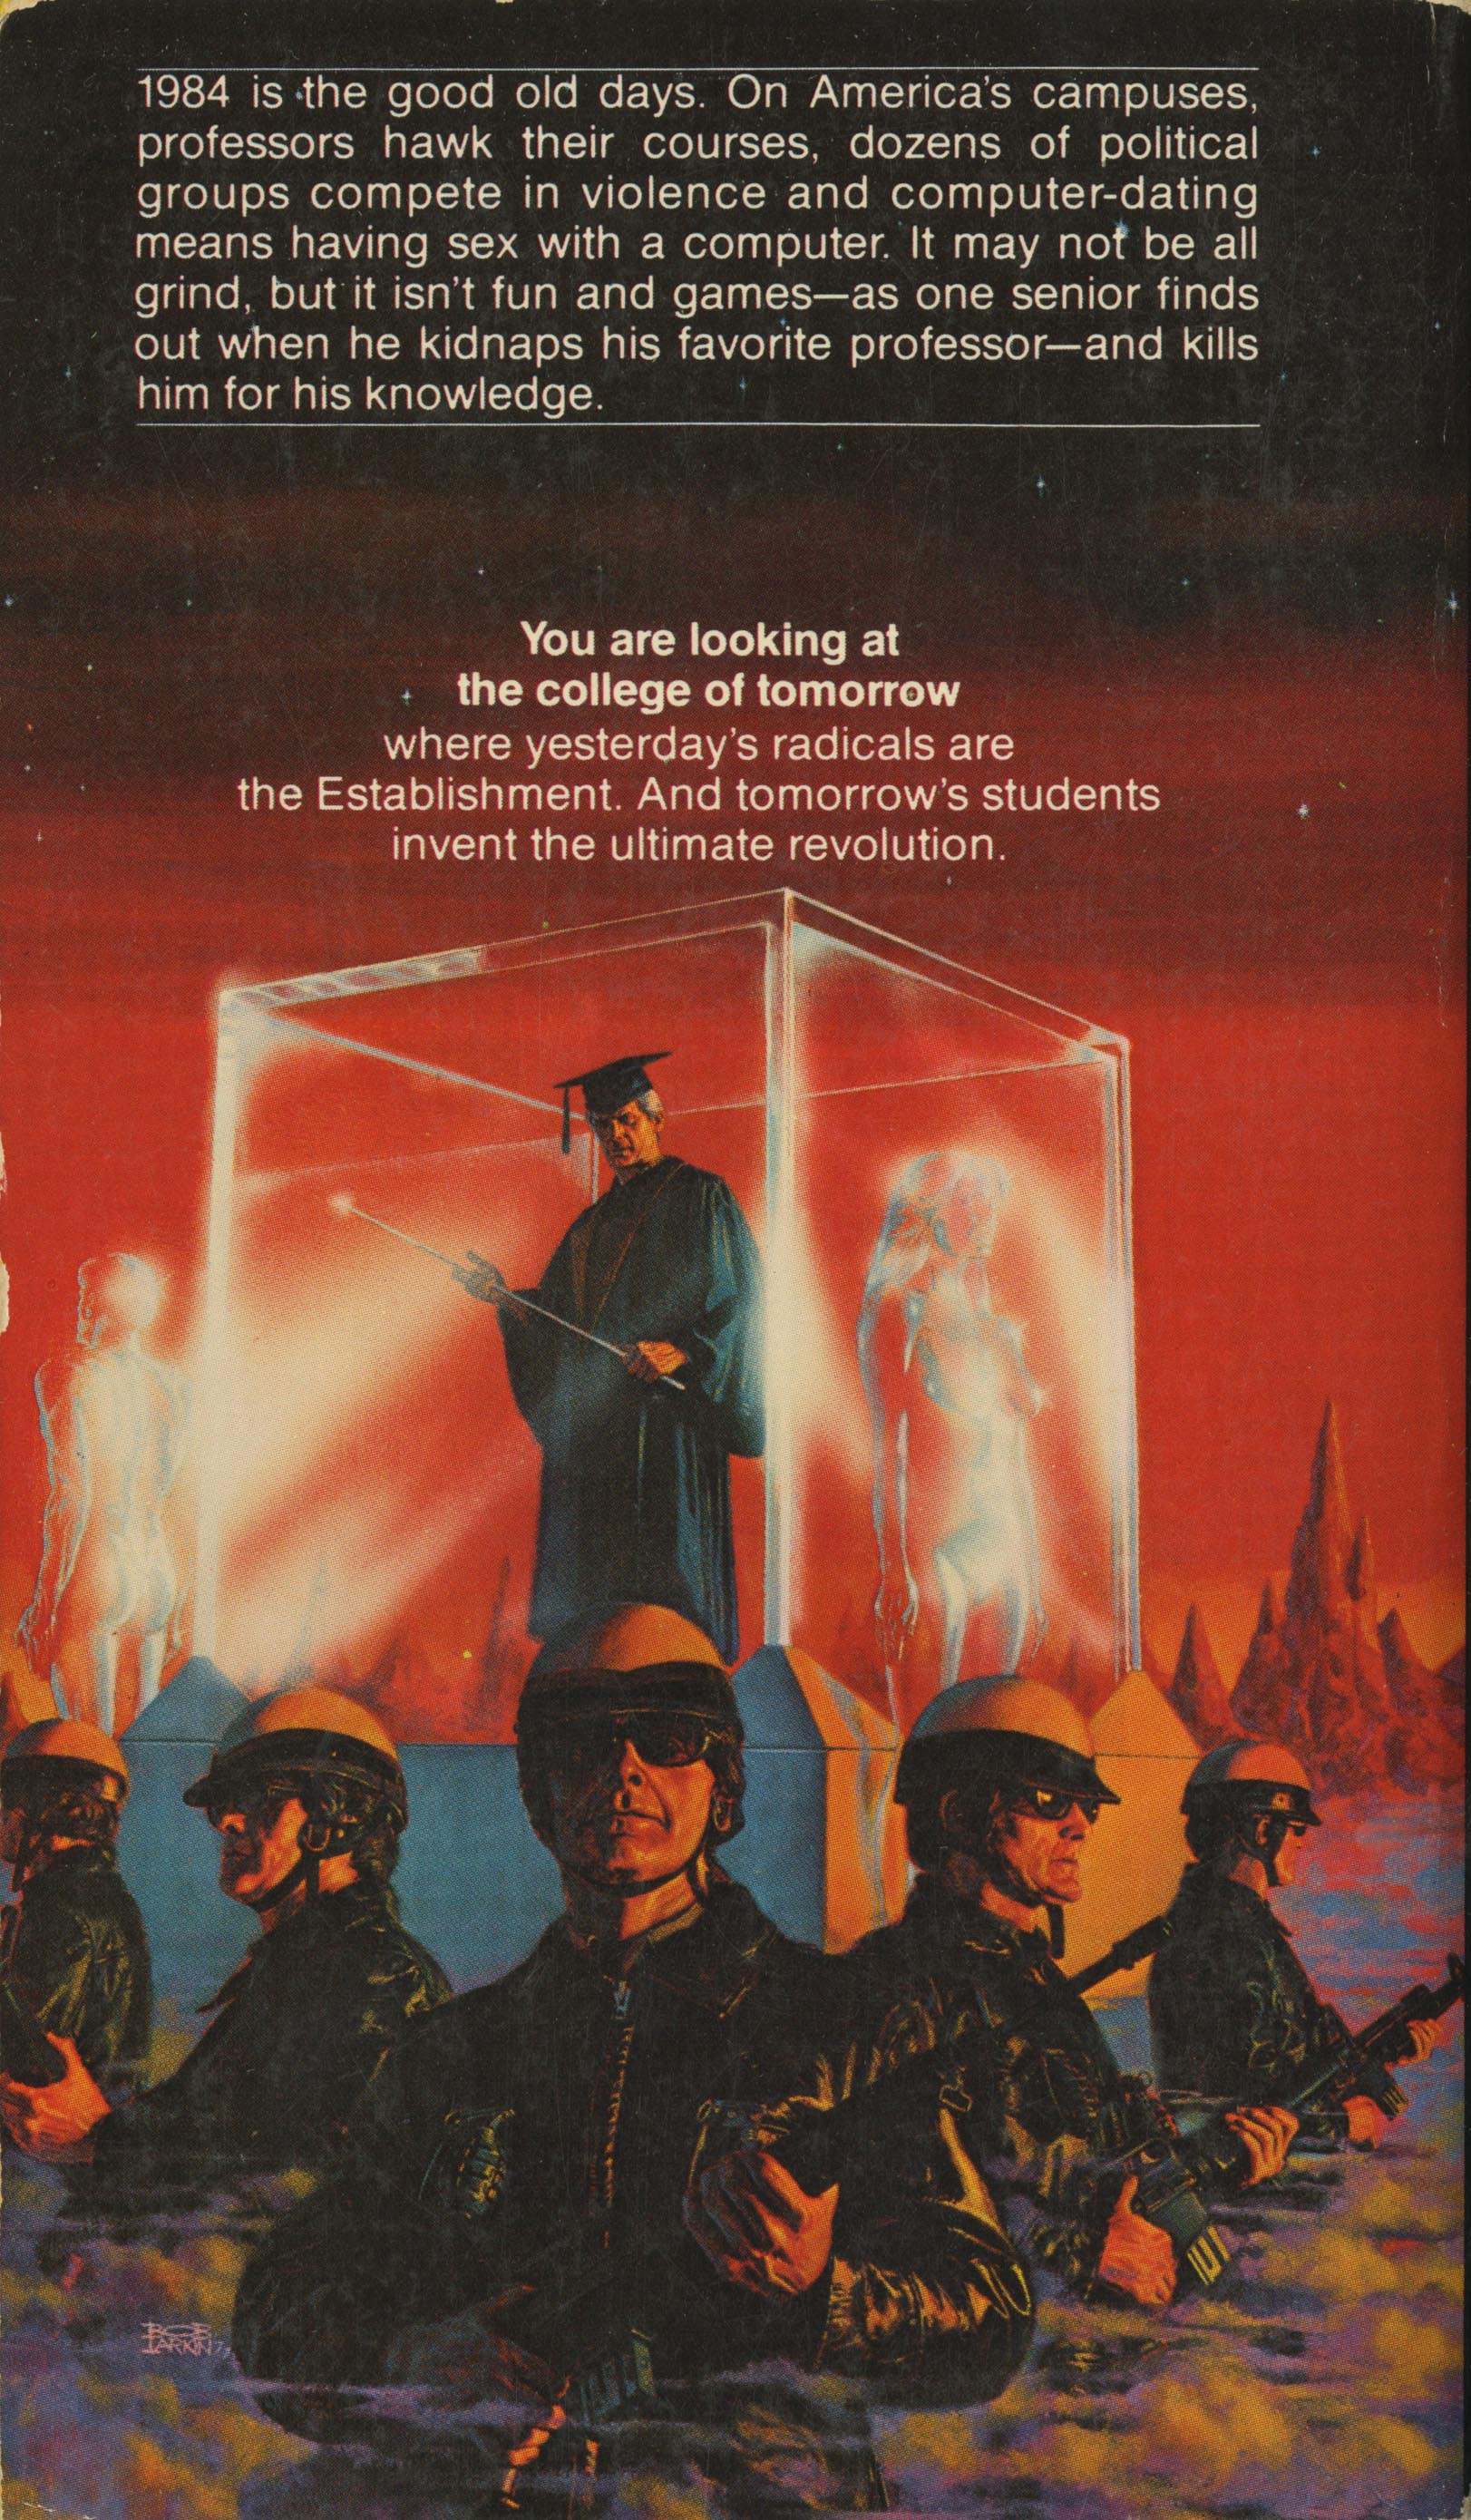 1984 is the good old days. On America's campuses,
professors hawk their courses, dozens of political
groups compete in violence and computer-dating
means having sex with a computer. It may not be all
grind, but it isn't fun and games—as one senior finds
out when he kidnaps his favorite professor—and kills
him for his knowledge.
You are looking at
the college of tomorrow
where yesterday's radicals are
the Establishment. And tomorrow's students
invent the ultimate revolution.
BOB
LARKIN